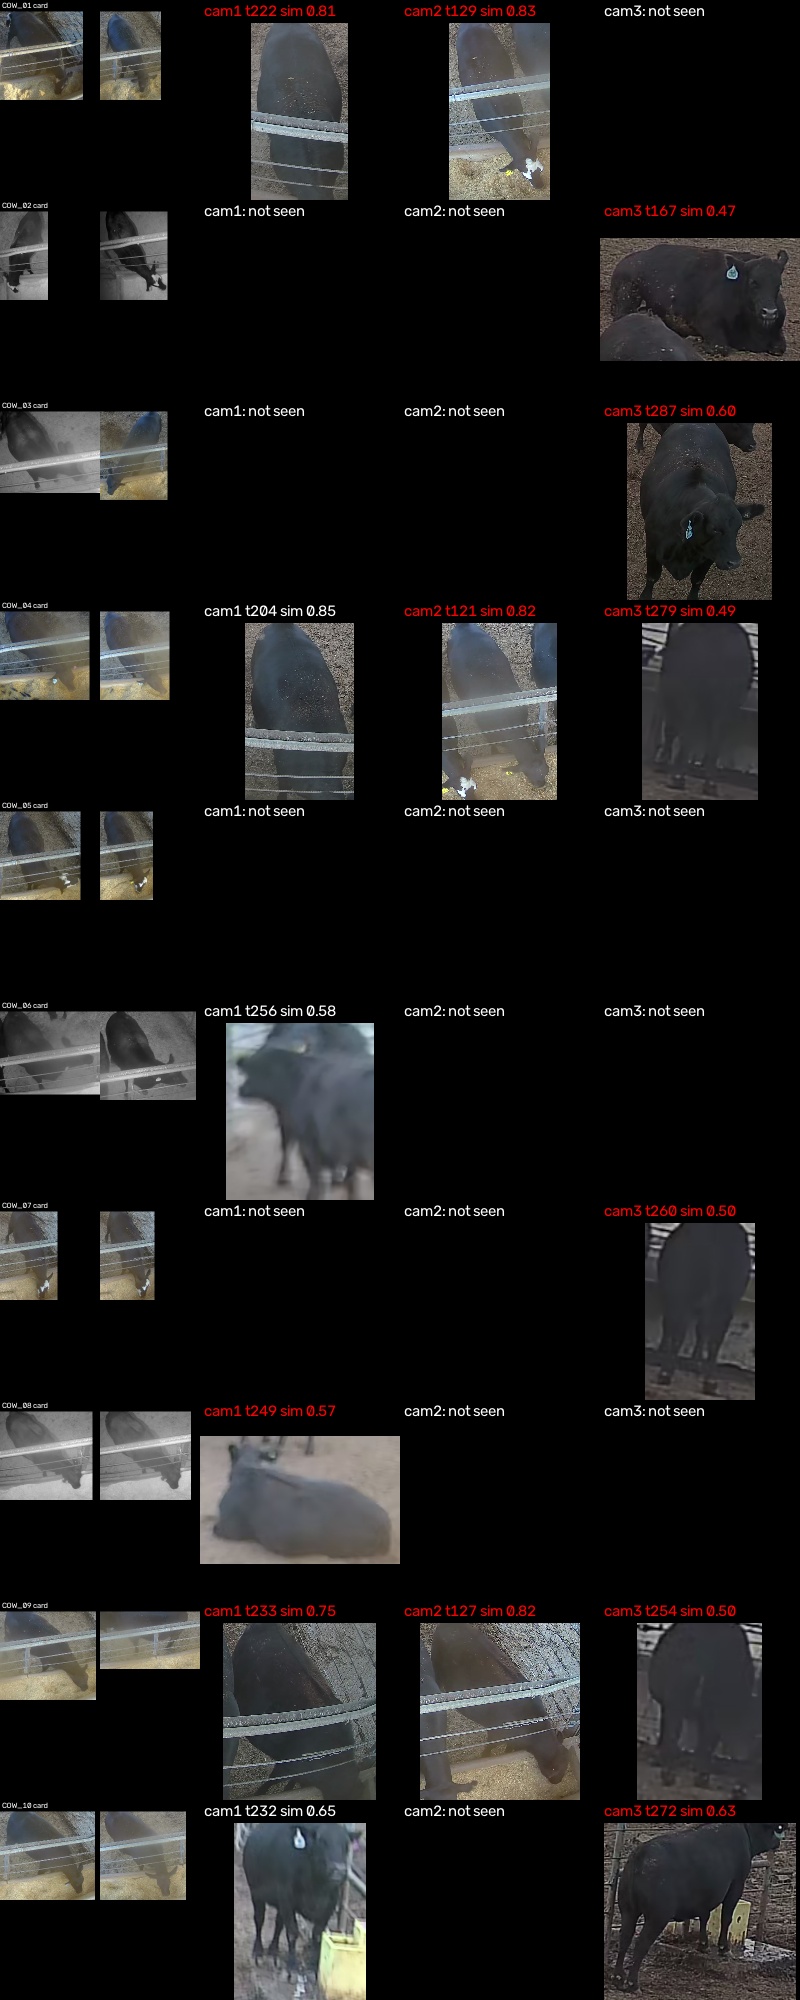 COW_01 card
cam1 t222 sim 0.81
cam2 t129 sim 0.83
cam3: not seen
COW_02 card
cam1: not seen
cam2: not seen
cam3 t167 sim 0.47
COW_03 card
cam1: not seen
cam2: not seen
cam3 t287 sim 0.60
COW_04 card
cam1 t204 sim 0.85
cam2 t121 sim 0.82
cam3 t279 sim 0.49
COW_05 card
cam1: not seen
cam2: not seen
cam3: not seen
COW_06 card
cam1 t256 sim 0.58
cam2: not seen
cam3: not seen
COW_07 card
cam1: not seen
cam2: not seen
cam3 t260 sim 0.50
COW_08 card
cam1 t249 sim 0.57
cam2: not seen
cam3: not seen
COW_09 card
cam1 t233 sim 0.75
cam2 t127 sim 0.82
cam3 t254 sim 0.50
COW_10 card
cam1 t232 sim 0.65
cam2: not seen
cam3 t272 sim 0.63